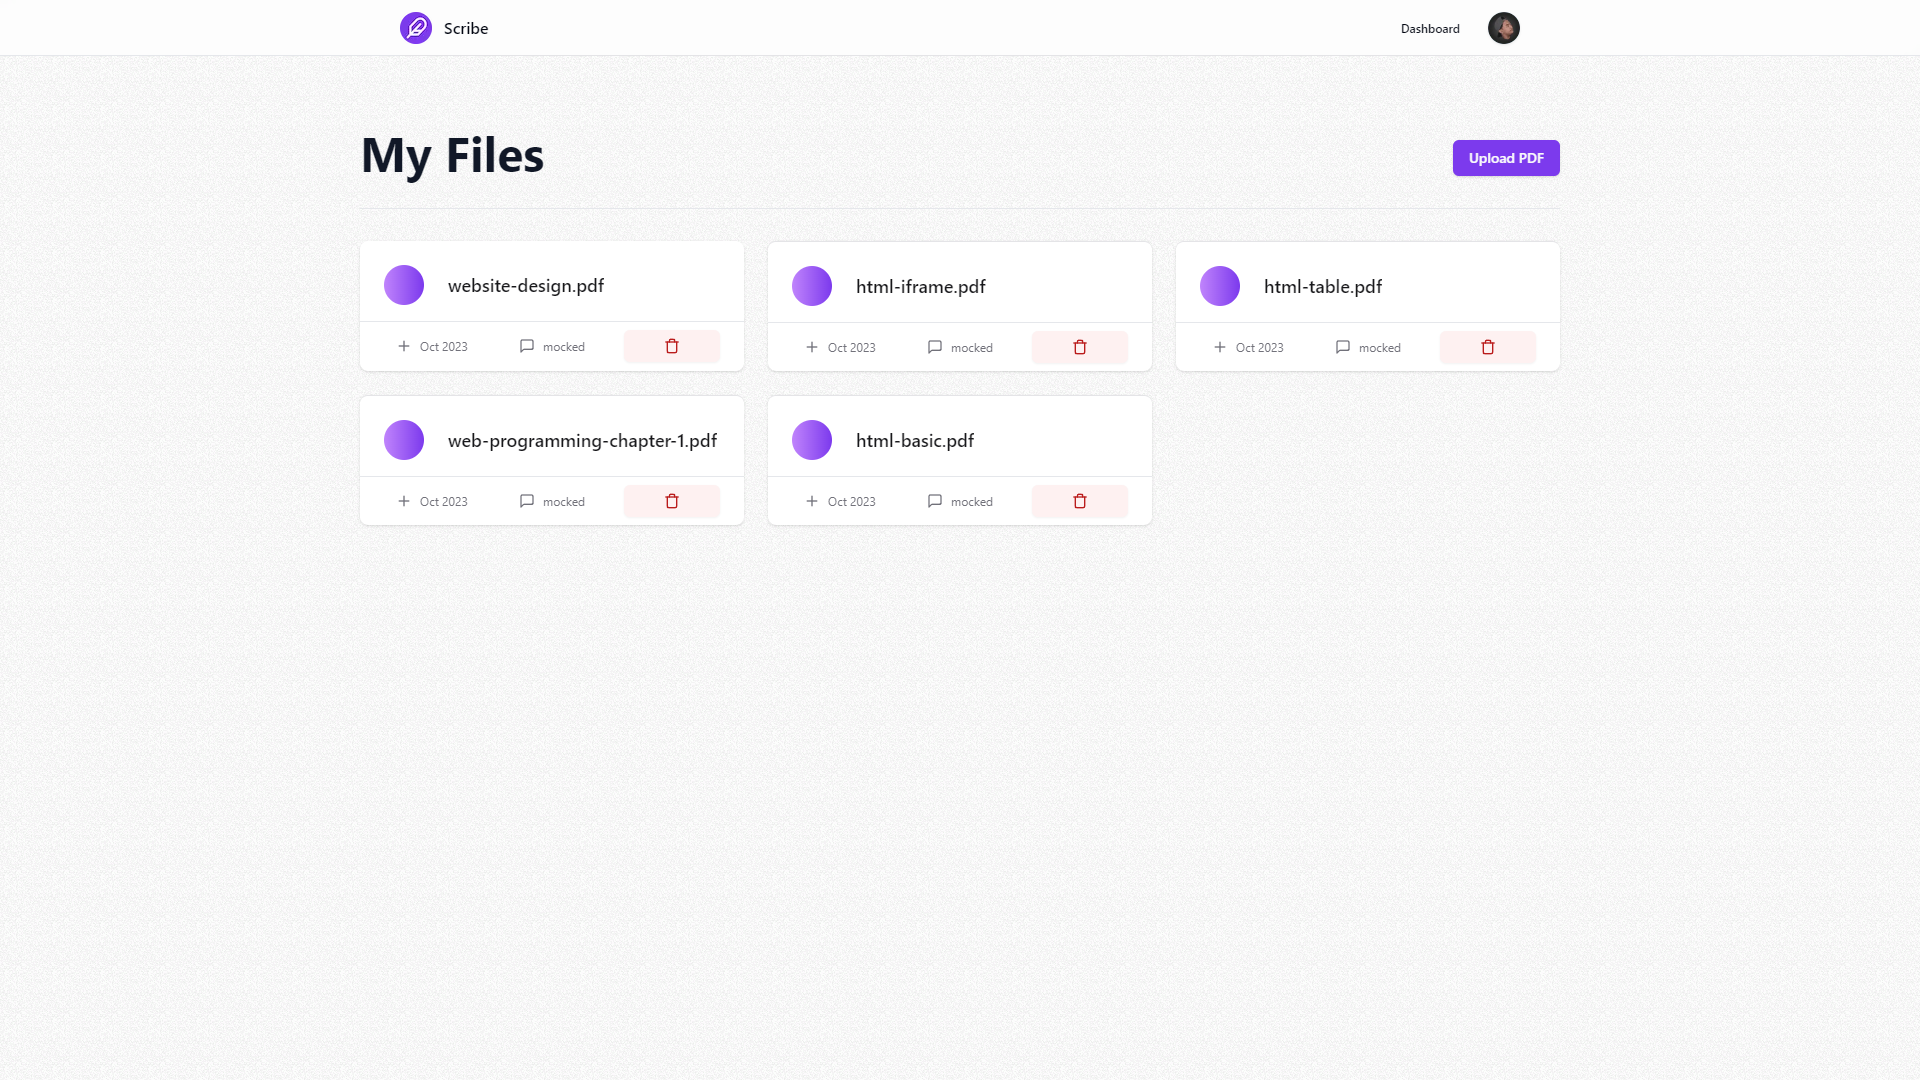 Scribe
Dashboard
My Files
Upload PDF
website-design.pdf
Oct 2023
mocked
html-iframe.pdf
Oct 2023
mocked
html-table.pdf
Oct 2023
mocked
web-programming-chapter-1.pdf
Oct 2023
mocked
html-basic.pdf
Oct 2023
mocked